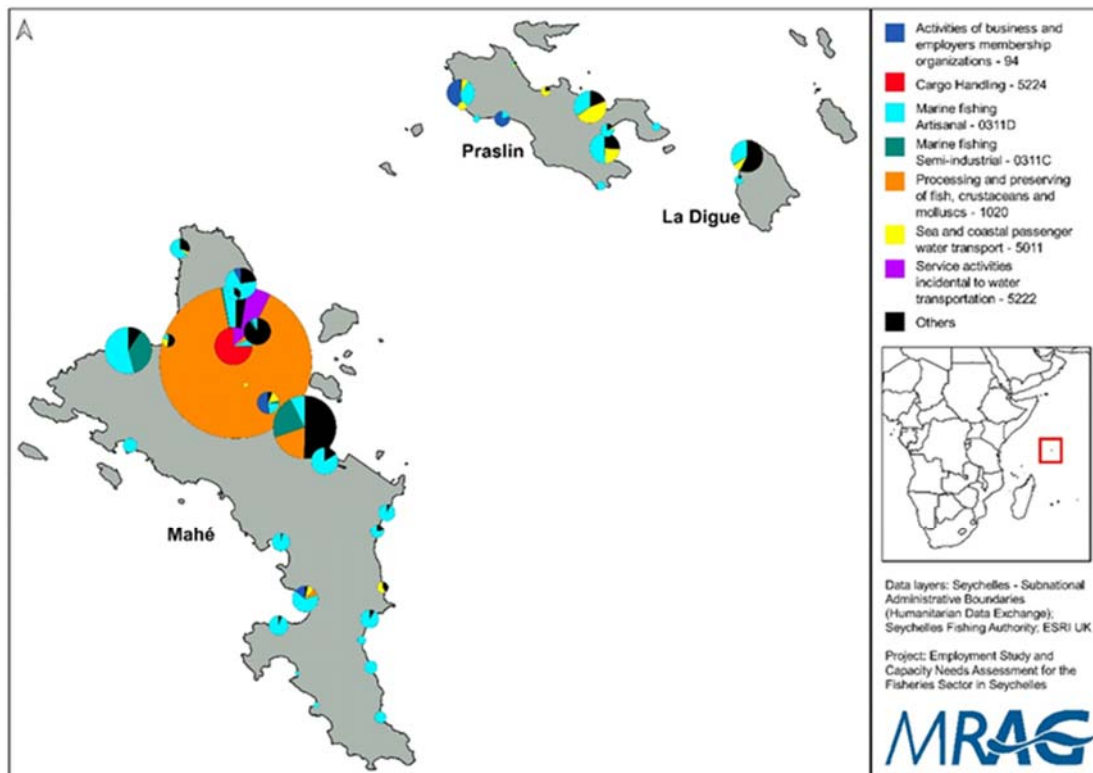 Praslin
La Digue
Mahé
Activities of business and
employers membership
organizations - 94
Cargo Handling - 5224
Marine fishing
Artisanal - 0311D
Marine fishing
Semi-industrial - 0311C
Processing and preserving
of fish, crustaceans and
molluscs - 1020
Sea and coastal passenger
water transport - 5011
Service activities
incidental to water
transportation - 5222
Others
Data layers: Seychelles - Subnational
Administrative Boundaries
(Humanitarian Data Exchange);
Seychelles Fishing Authority; ESRI UK
Project: Employment Study and
Capacity Needs Assessment for the
Fisheries Sector in Seychelles
MRAG